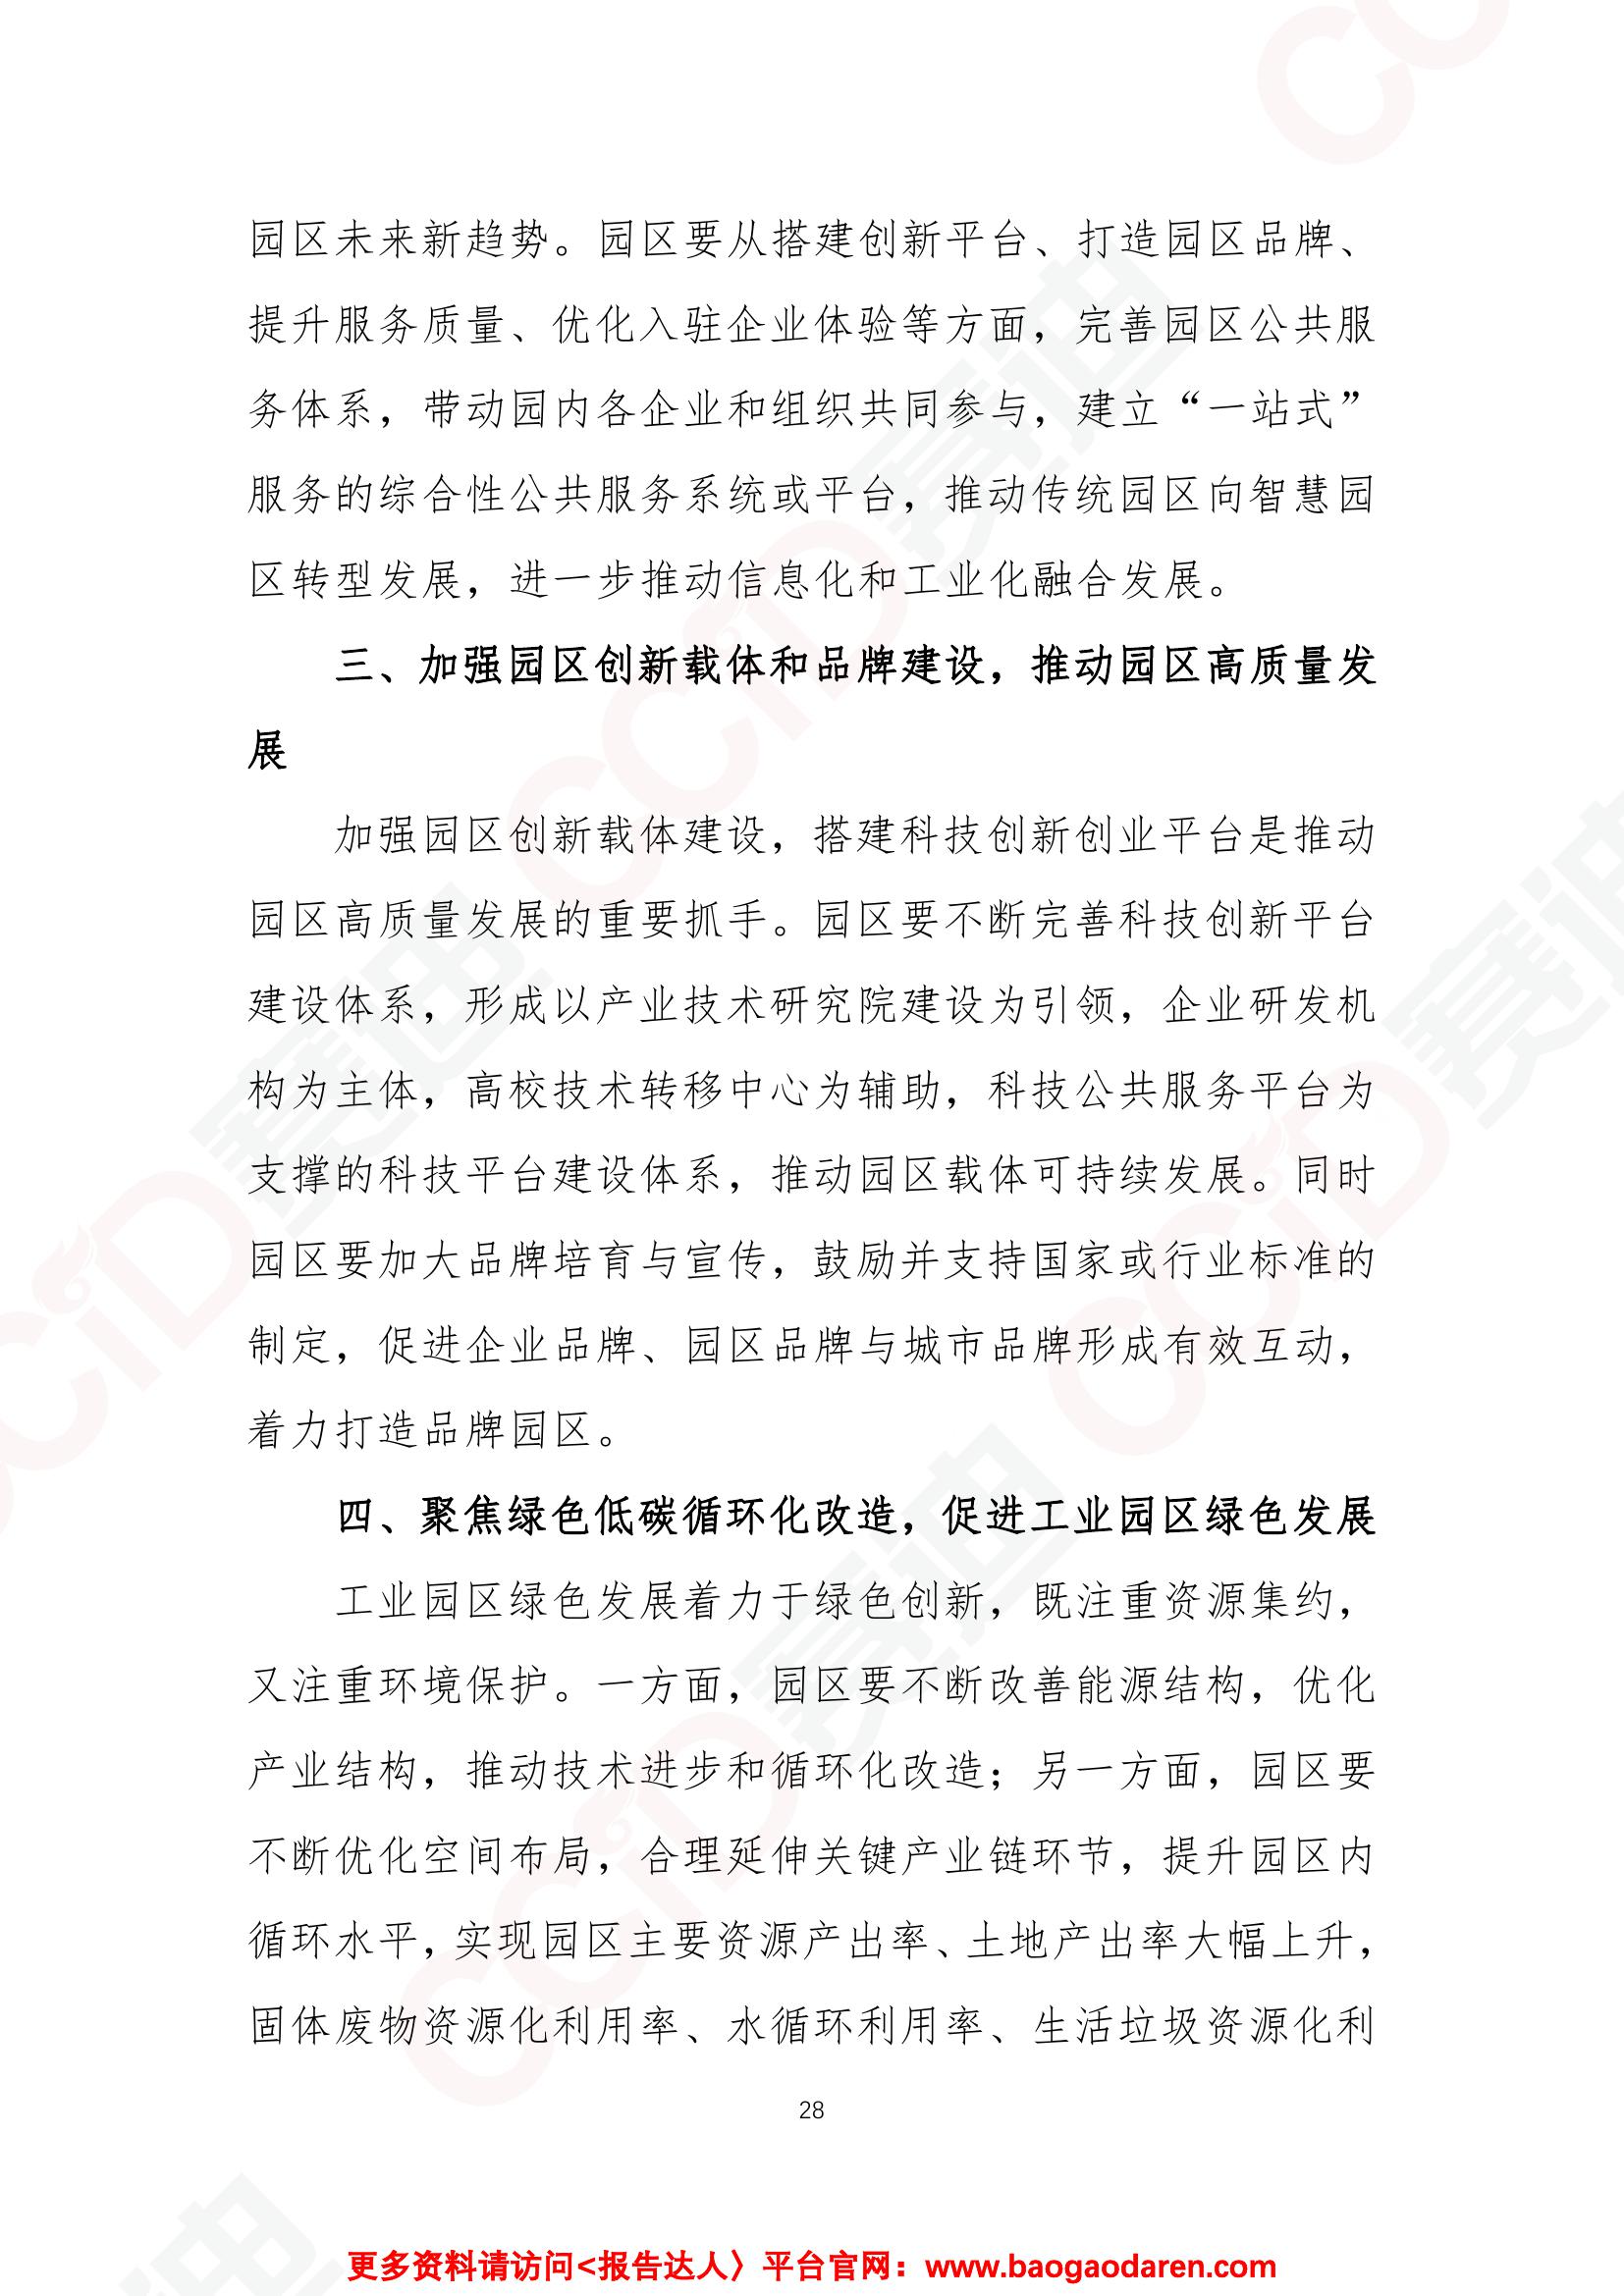 园区未来新趋势。园区要从搭建创新平台、打造园区品牌、
提升服务质量、优化入驻企业体验等方面，完善园区公共服
务体系，带动园内各企业和组织共同参与，建立“一站式”
服务的综合性公共服务系统或平台，推动传统园区向智慧园
区转型发展，进一步推动信息化和工业化融合发展。
三、加强园区创新载体和品牌建设，推动园区高质量发
展
加强园区创新载体建设，搭建科技创新创业平台是推动
园区高质量发展的重要抓手。园区要不断完善科技创新平台
建设体系，形成以产业技术研究院建设为引领，企业研发机
构为主体，高校技术转移中心为辅助，科技公共服务平台为
支撑的科技平台建设体系，推动园区载体可持续发展。同时
园区要加大品牌培育与宣传，鼓励并支持国家或行业标准的
制定，促进企业品牌、园区品牌与城市品牌形成有效互动，
着力打造品牌园区。
四、聚焦绿色低碳循环化改造，促进工业园区绿色发展
工业园区绿色发展着力于绿色创新，既注重资源集约，
又注重环境保护。一方面，园区要不断改善能源结构，优化
产业结构，推动技术进步和循环化改造；另一方面，园区要
不断优化空间布局，合理延伸关键产业链环节，提升园区内
循环水平，实现园区主要资源产出率、土地产出率大幅上升，
固体废物资源化利用率、水循环利用率、生活垃圾资源化利
28
更多资料请访问<报告达人〉平台官网：www.baogaodaren.com
CCiD赛迪
CCiD赛迪
CCiD赛迪
CCiD赛迪